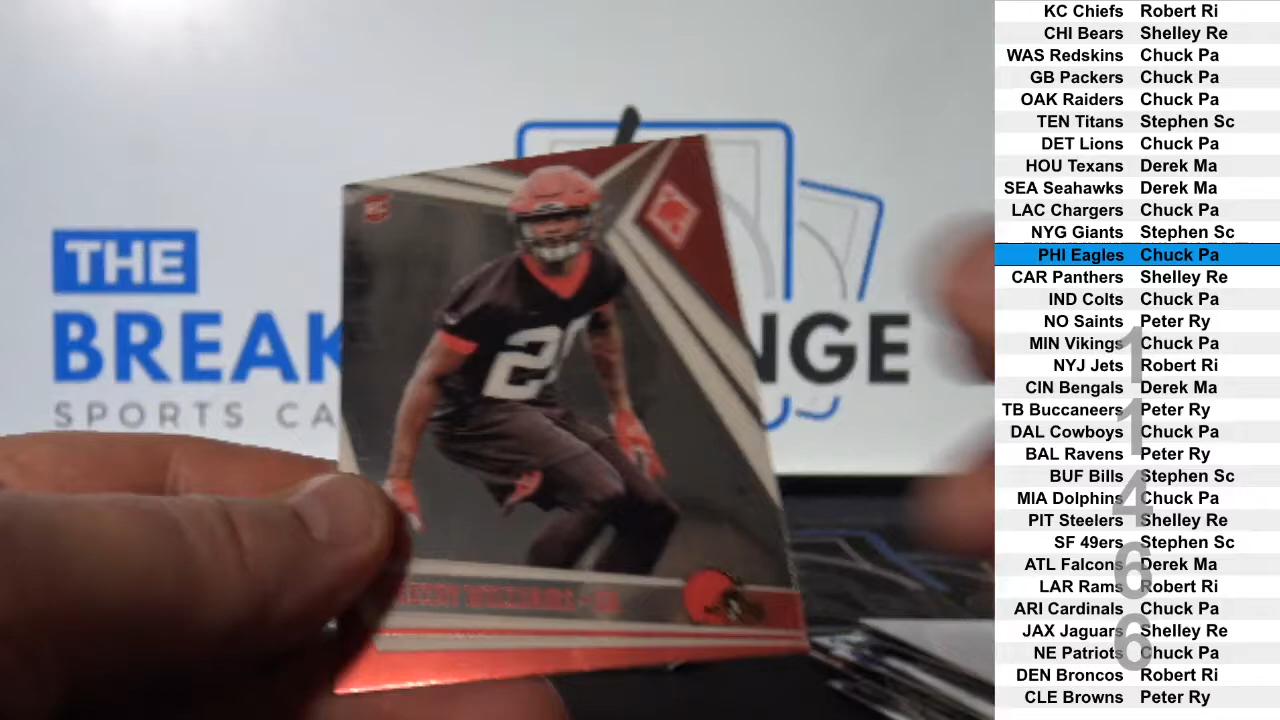 THE
BREAK NGE
SPORTS CA
RC
WILLIAMS
KC Chiefs Robert Ri
CHI Bears Shelley Re
WAS Redskins Chuck Pa
GB Packers Chuck Pa
OAK Raiders Chuck Pa
TEN Titans Stephen Sc
DET Lions Chuck Pa
HOU Texans Derek Ma
SEA Seahawks Derek Ma
LAC Chargers Chuck Pa
NYG Giants Stephen Sc
PHI Eagles Chuck Pa
CAR Panthers Shelley Re
IND Colts Chuck Pa
NO Saints Peter Ry
MIN Vikings Chuck Pa
NYJ Jets Robert Ri
CIN Bengals Derek Ma
TB Buccaneers Peter Ry
DAL Cowboys Chuck Pa
BAL Ravens Peter Ry
BUF Bills Stephen Sc
MIA Dolphins Chuck Pa
PIT Steelers Shelley Re
SF 49ers Stephen Sc
ATL Falcons Derek Ma
LAR Rams Robert Ri
ARI Cardinals Chuck Pa
JAX Jaguars Shelley Re
NE Patriots Chuck Pa
DEN Broncos Robert Ri
CLE Browns Peter Ry
1
1
4
6
6